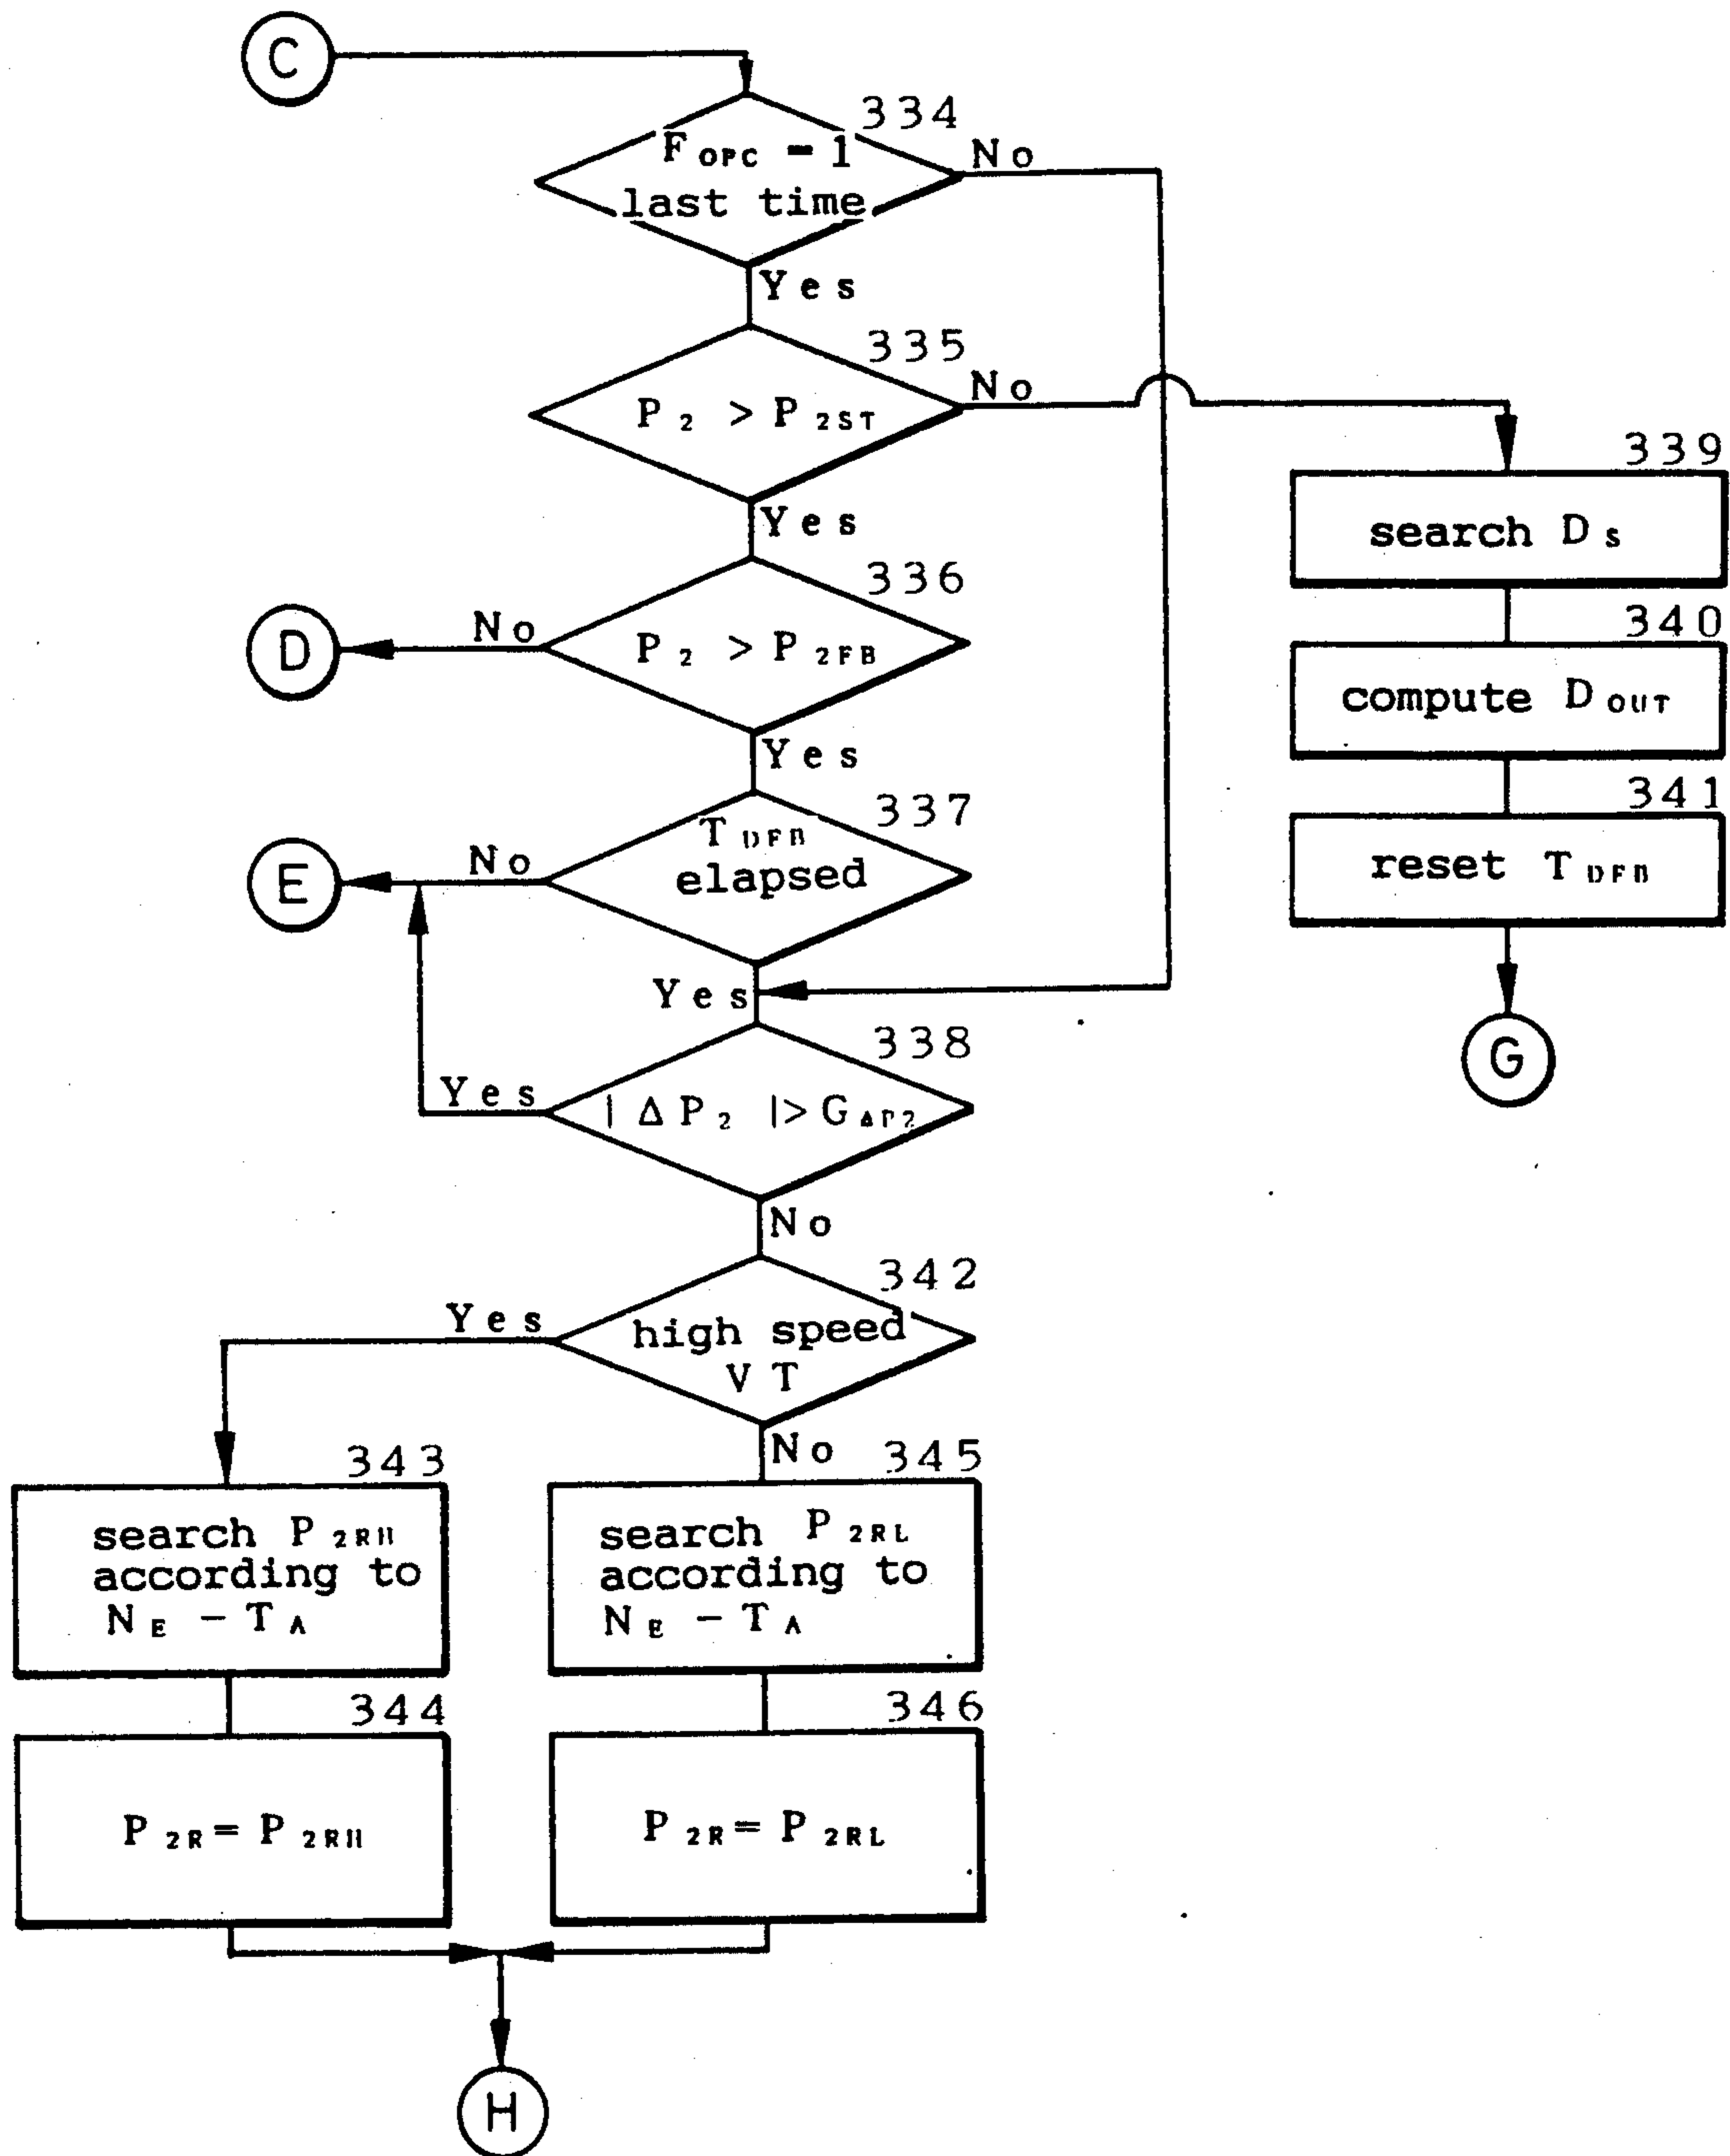 C
334
F OPC = 1
last time
No
Yes
335
P 2 > P 2ST
No
Yes
339
search D S
336
P 2 > P 2FB
No
D
Yes
340
compute D OUT
337
T DFB
elapsed
No
E
Yes
341
reset T DFB
G
338
| Δ P 2 | > G ΔP2
Yes
No
342
high speed
V T
Yes
No
343
search P 2RH
according to
N E - T A
345
search P 2RL
according to
N E - T A
344
P 2R = P 2RH
346
P 2R = P 2RL
H